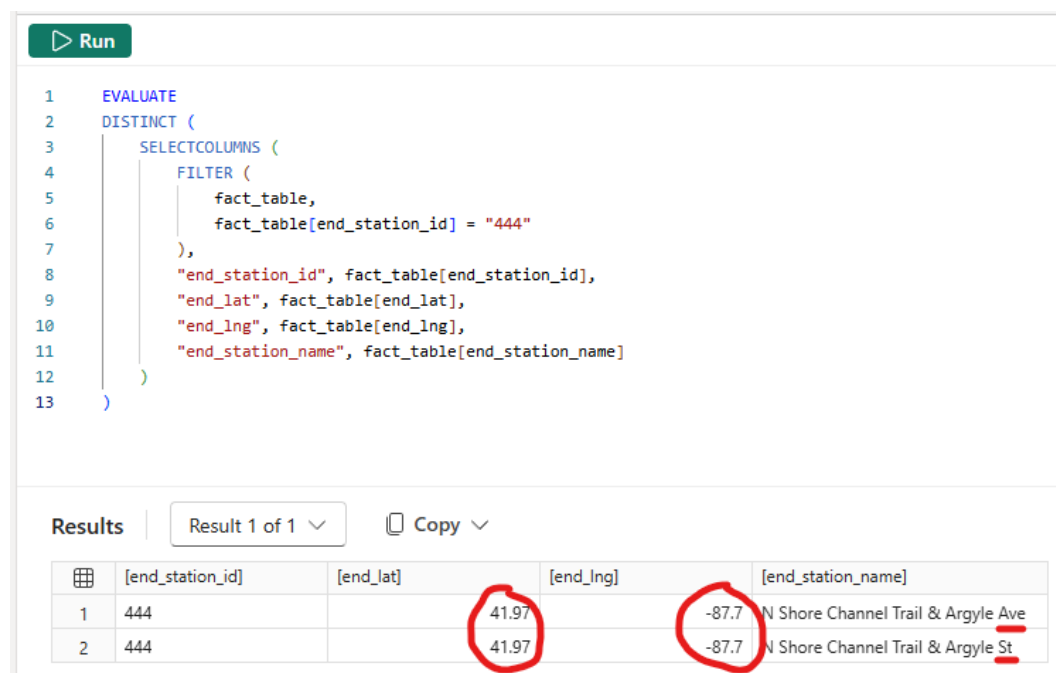 Run
1 EVALUATE
2 DISTINCT (
3 SELECTCOLUMNS (
4 FILTER (
5 fact_table,
6 fact_table[end_station_id] = "444"
7 ),
8 "end_station_id", fact_table[end_station_id],
9 "end_lat", fact_table[end_lat],
10 "end_lng", fact_table[end_lng],
11 "end_station_name", fact_table[end_station_name]
12 )
13 )
Results Result 1 of 1 Copy
[end_station_id] [end_lat] [end_lng] [end_station_name]
1 444 41.97 -87.7 N Shore Channel Trail & Argyle Ave
2 444 41.97 -87.7 N Shore Channel Trail & Argyle St